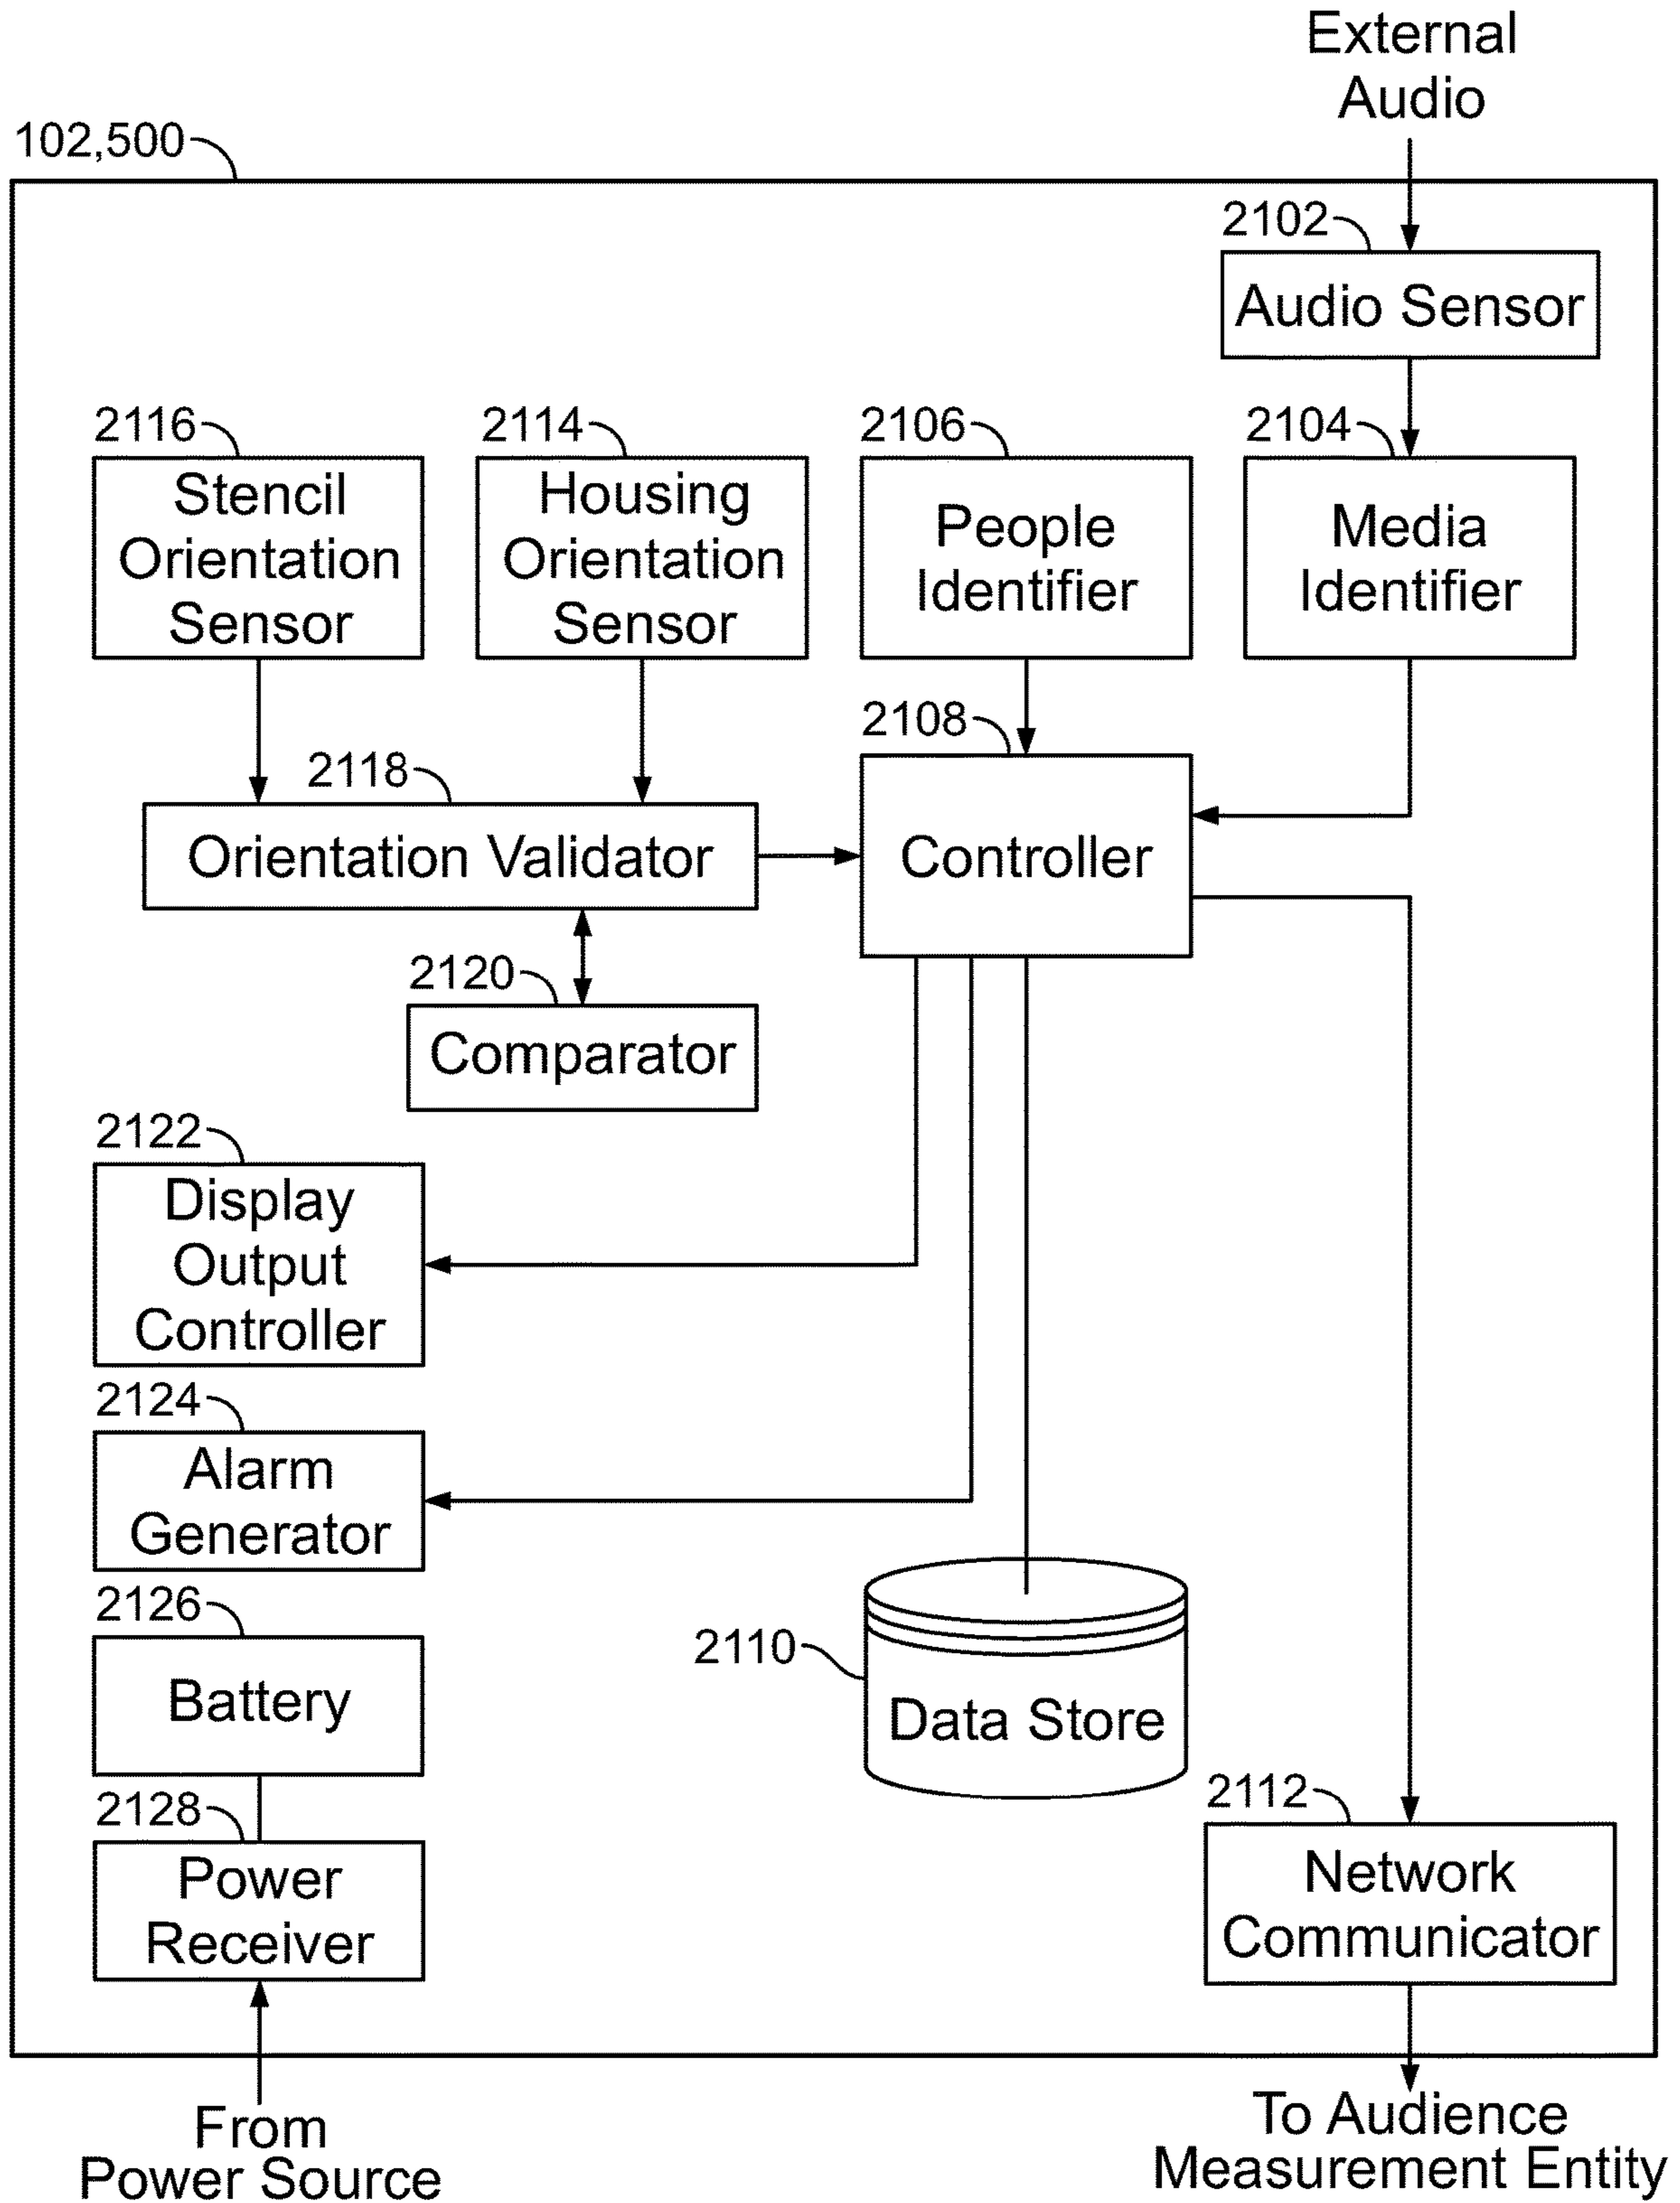 External
Audio
102,500
2102
Audio Sensor
2116
Stencil
Orientation
Sensor
2114
Housing
Orientation
Sensor
2106
People
Identifier
2104
Media
Identifier
2108
Controller
2118
Orientation Validator
2120
Comparator
2122
Display
Output
Controller
2124
Alarm
Generator
2126
Battery
2110
Data Store
2128
Power
Receiver
2112
Network
Communicator
From
Power Source
To Audience
Measurement Entity